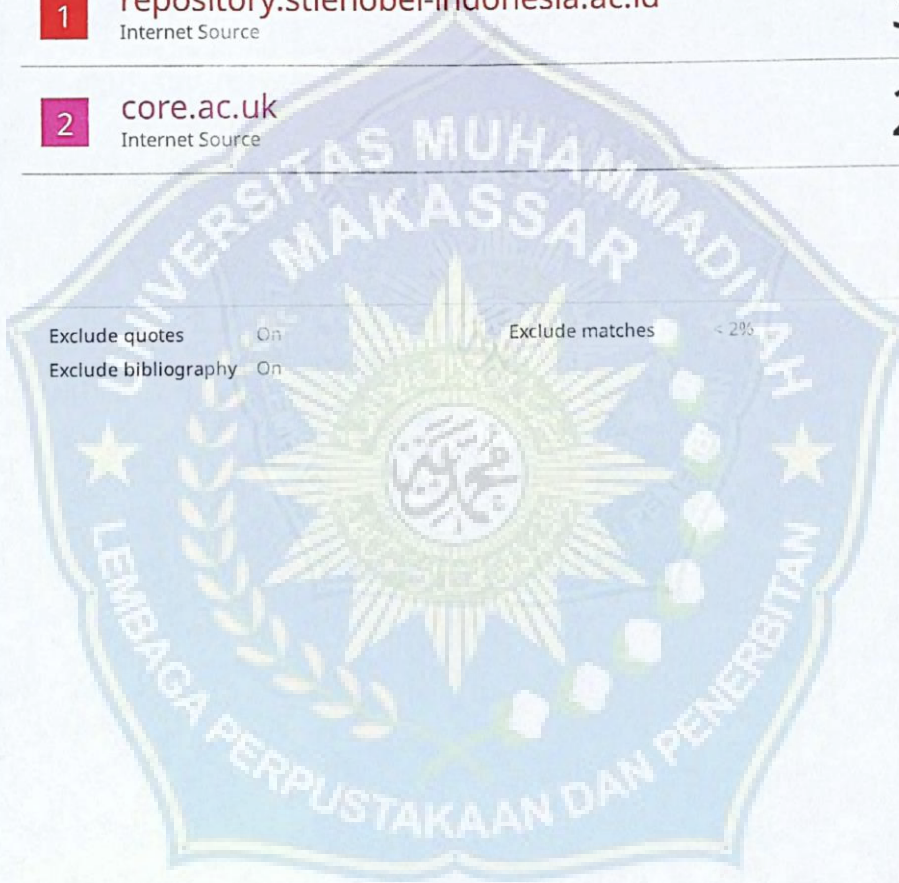 1 repository.stienobel-indonesia.ac.id
Internet Source
2 core.ac.uk
Internet Source
UNIVERSITAS MUHAMMADIYAH
MAKASSAR
Exclude quotes On Exclude matches < 2%
Exclude bibliography On
LEMBAGA PERPUSTAKAAN DAN PENERBITAN